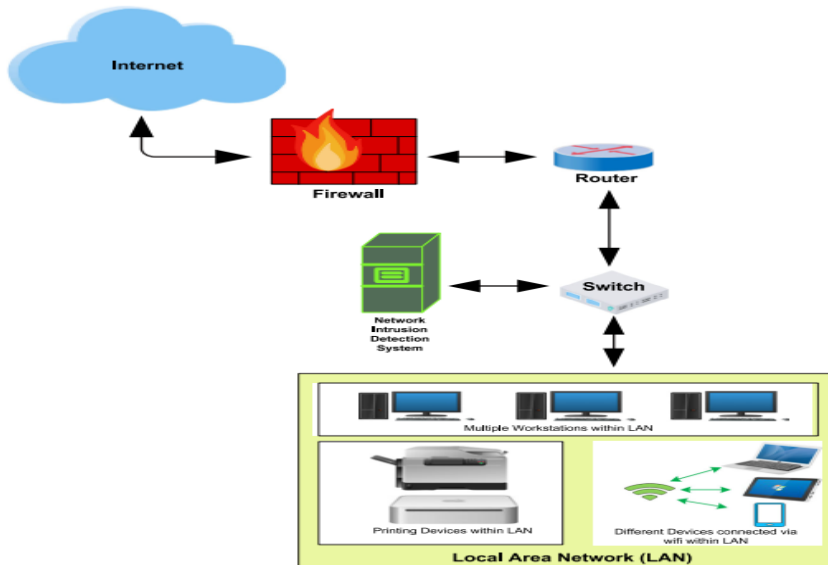 Internet
Firewall
Router
Switch
Network
Intrusion
Detection
System
Multiple Workstations within LAN
Printing Devices within LAN
Different Devices connected via
wifi within LAN
Local Area Network (LAN)